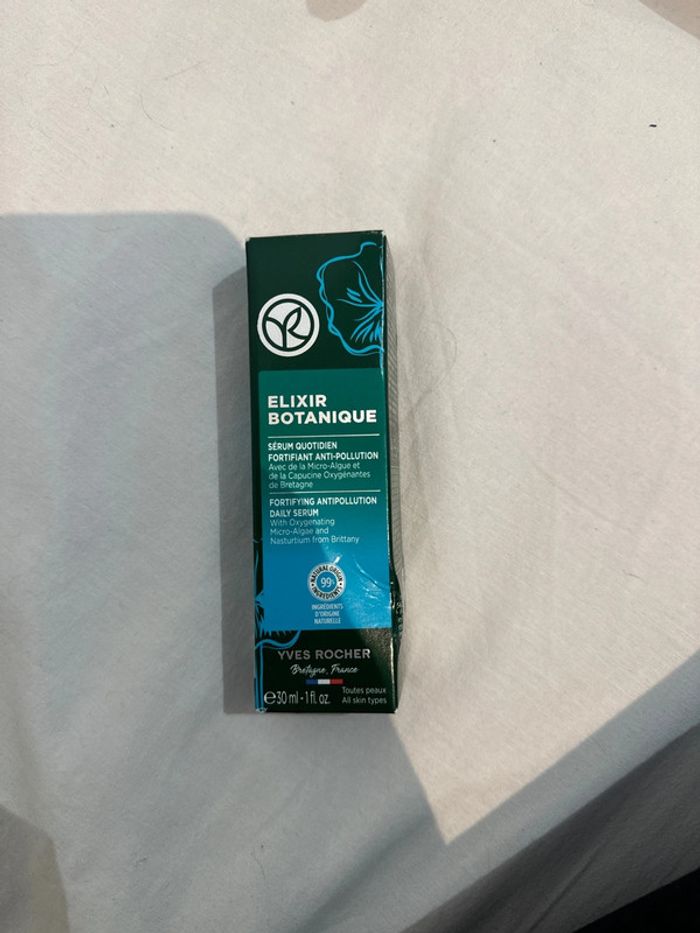 ELIXIR
BOTANIQUE
SÉRUM QUOTIDIEN
FORTIFIANT ANTI-POLLUTION
Avec de la Micro-Algue et
de la Capucine Oxygénantes
de Bretagne
FORTIFYING ANTIPOLLUTION
DAILY SERUM
With Oxygenating
Micro-Algae and
Nasturtium from Brittany
NATURAL ORIGIN
99%
INGREDIENTS
INGRÉDIENTS
D'ORIGINE
NATURELLE
YVES ROCHER
Bretagne, France
℮30 ml - 1 fl. oz.
Toutes peaux
All skin types